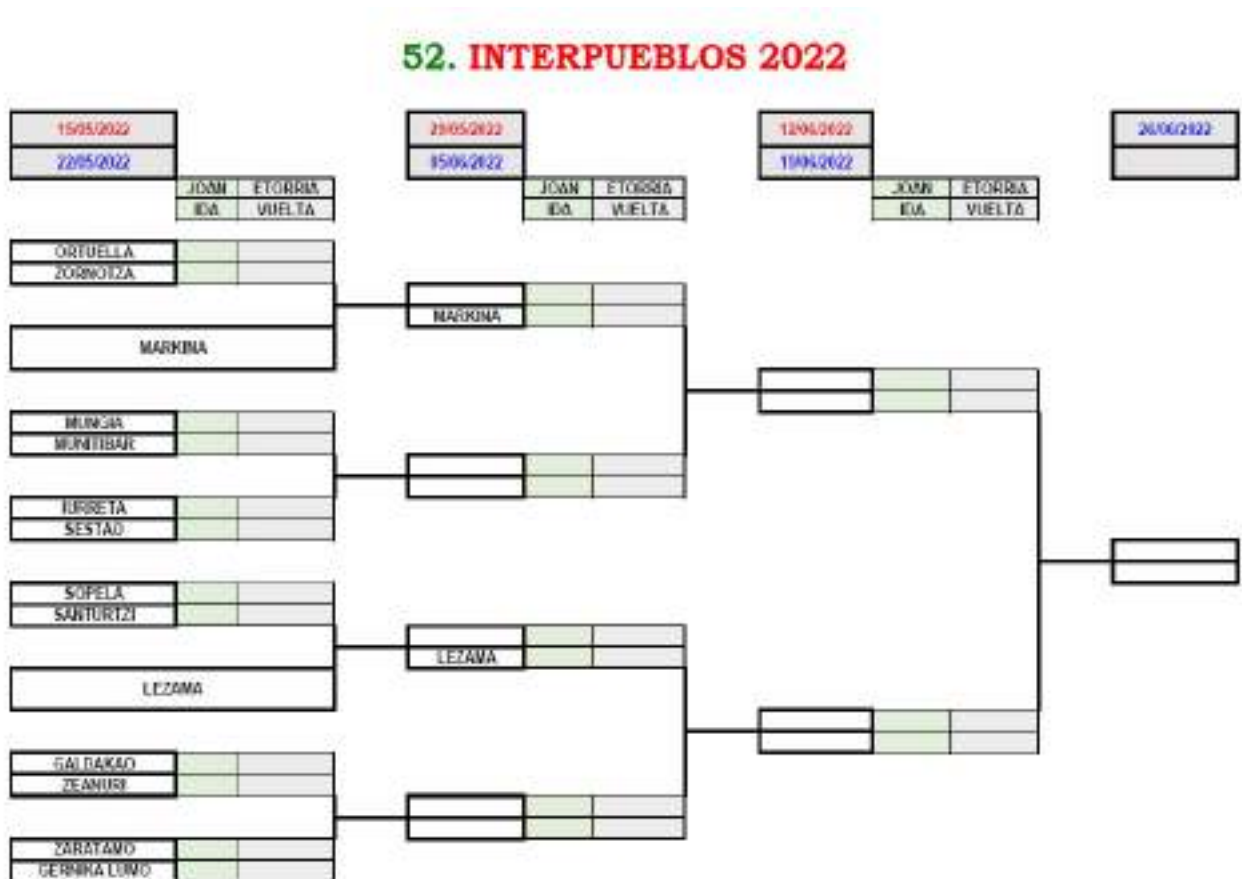 52. INTERPUEBLOS 2022
15/05/2022 29/05/2022 12/06/2022 26/06/2022
22/05/2022 05/06/2022 19/06/2022
JOAN ETORRIA JOAN ETORRIA JOAN ETORRIA
IDA VUELTA IDA VUELTA IDA VUELTA
ORTUELLA
ZORNOTZA
MARKINA
MARKINA
MUNGIA
MUNITIBAR
IURRETA
SESTAO
SOPELA
SANTURTZI
LEZAMA
LEZAMA
GALDAKAO
ZEANURI
ZARATAMO
GERNIKA LUMO